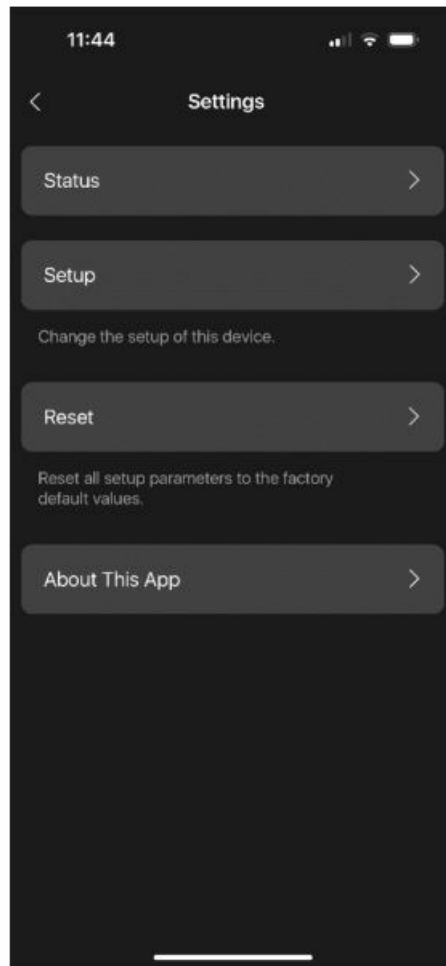 11:44
Settings
Status
Setup
Change the setup of this device.
Reset
Reset all setup parameters to the factory
default values.
About This App